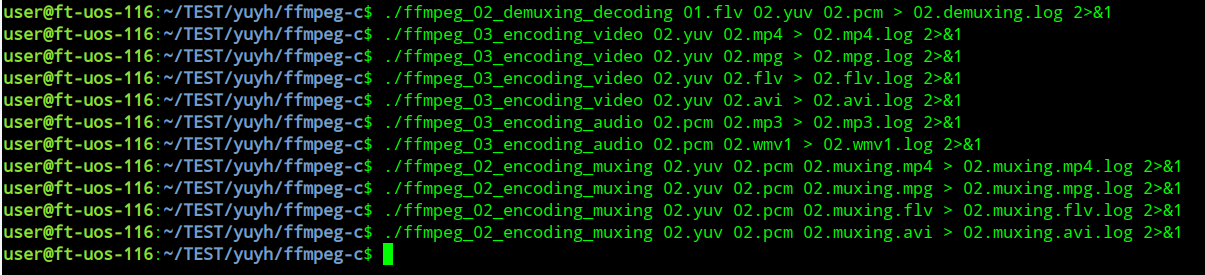 user@ft-uos-116:~/TEST/yuyh/ffmpeg-c$ ./ffmpeg_02_demuxing_decoding 01.flv 02.yuv 02.pcm > 02.demuxing.log 2>&1
user@ft-uos-116:~/TEST/yuyh/ffmpeg-c$ ./ffmpeg_03_encoding_video 02.yuv 02.mp4 > 02.mp4.log 2>&1
user@ft-uos-116:~/TEST/yuyh/ffmpeg-c$ ./ffmpeg_03_encoding_video 02.yuv 02.mpg > 02.mpg.log 2>&1
user@ft-uos-116:~/TEST/yuyh/ffmpeg-c$ ./ffmpeg_03_encoding_video 02.yuv 02.flv > 02.flv.log 2>&1
user@ft-uos-116:~/TEST/yuyh/ffmpeg-c$ ./ffmpeg_03_encoding_video 02.yuv 02.avi > 02.avi.log 2>&1
user@ft-uos-116:~/TEST/yuyh/ffmpeg-c$ ./ffmpeg_03_encoding_audio 02.pcm 02.mp3 > 02.mp3.log 2>&1
user@ft-uos-116:~/TEST/yuyh/ffmpeg-c$ ./ffmpeg_03_encoding_audio 02.pcm 02.wmv1 > 02.wmv1.log 2>&1
user@ft-uos-116:~/TEST/yuyh/ffmpeg-c$ ./ffmpeg_02_encoding_muxing 02.yuv 02.pcm 02.muxing.mp4 > 02.muxing.mp4.log 2>&1
user@ft-uos-116:~/TEST/yuyh/ffmpeg-c$ ./ffmpeg_02_encoding_muxing 02.yuv 02.pcm 02.muxing.mpg > 02.muxing.mpg.log 2>&1
user@ft-uos-116:~/TEST/yuyh/ffmpeg-c$ ./ffmpeg_02_encoding_muxing 02.yuv 02.pcm 02.muxing.flv > 02.muxing.flv.log 2>&1
user@ft-uos-116:~/TEST/yuyh/ffmpeg-c$ ./ffmpeg_02_encoding_muxing 02.yuv 02.pcm 02.muxing.avi > 02.muxing.avi.log 2>&1
user@ft-uos-116:~/TEST/yuyh/ffmpeg-c$